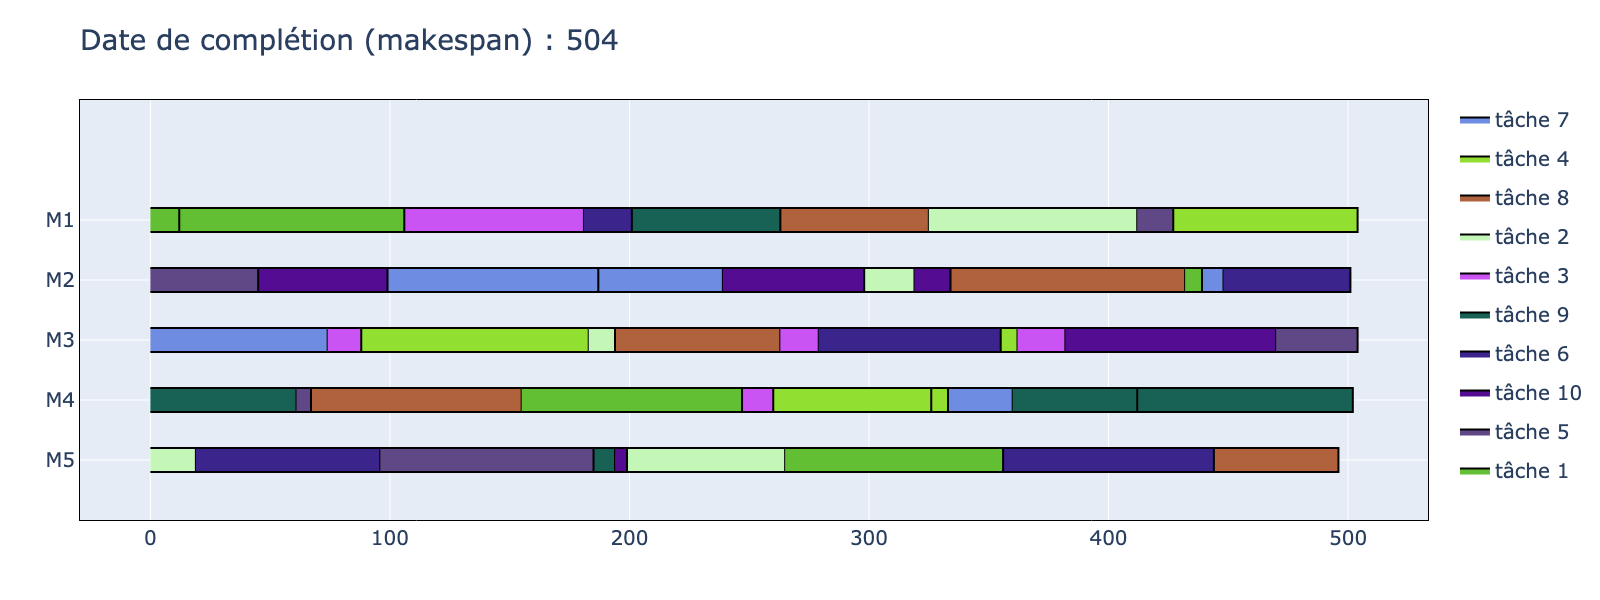 Date de complétion (makespan) : 504
M1
M2
M3
M4
M5
0 100 200 300 400 500
tâche 7
tâche 4
tâche 8
tâche 2
tâche 3
tâche 9
tâche 6
tâche 10
tâche 5
tâche 1